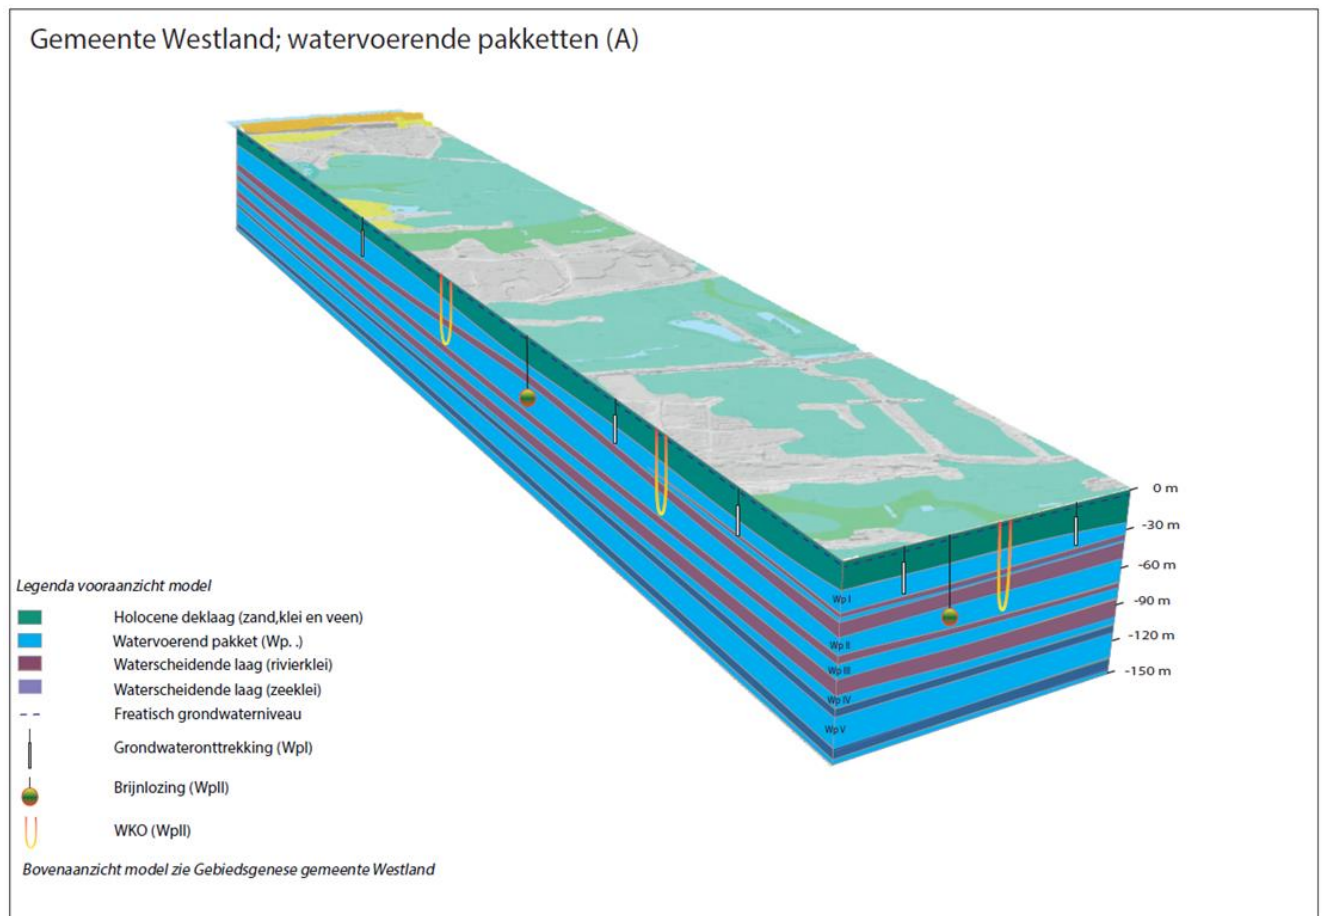 Gemeente Westland; watervoerende pakketten (A)
0 m
-30 m
-60 m
-90 m
-120 m
-150 m
Wp I
Wp II
Wp III
Wp IV
Wp V
Legenda vooraanzicht model
Holocene deklaag (zand,klei en veen)
Watervoerend pakket (Wp. .)
Waterscheidende laag (rivierklei)
Waterscheidende laag (zeeklei)
Freatisch grondwaterniveau
Grondwateronttrekking (WpI)
Brijnlozing (WpII)
WKO (WpII)
Bovenaanzicht model zie Gebiedsgenese gemeente Westland